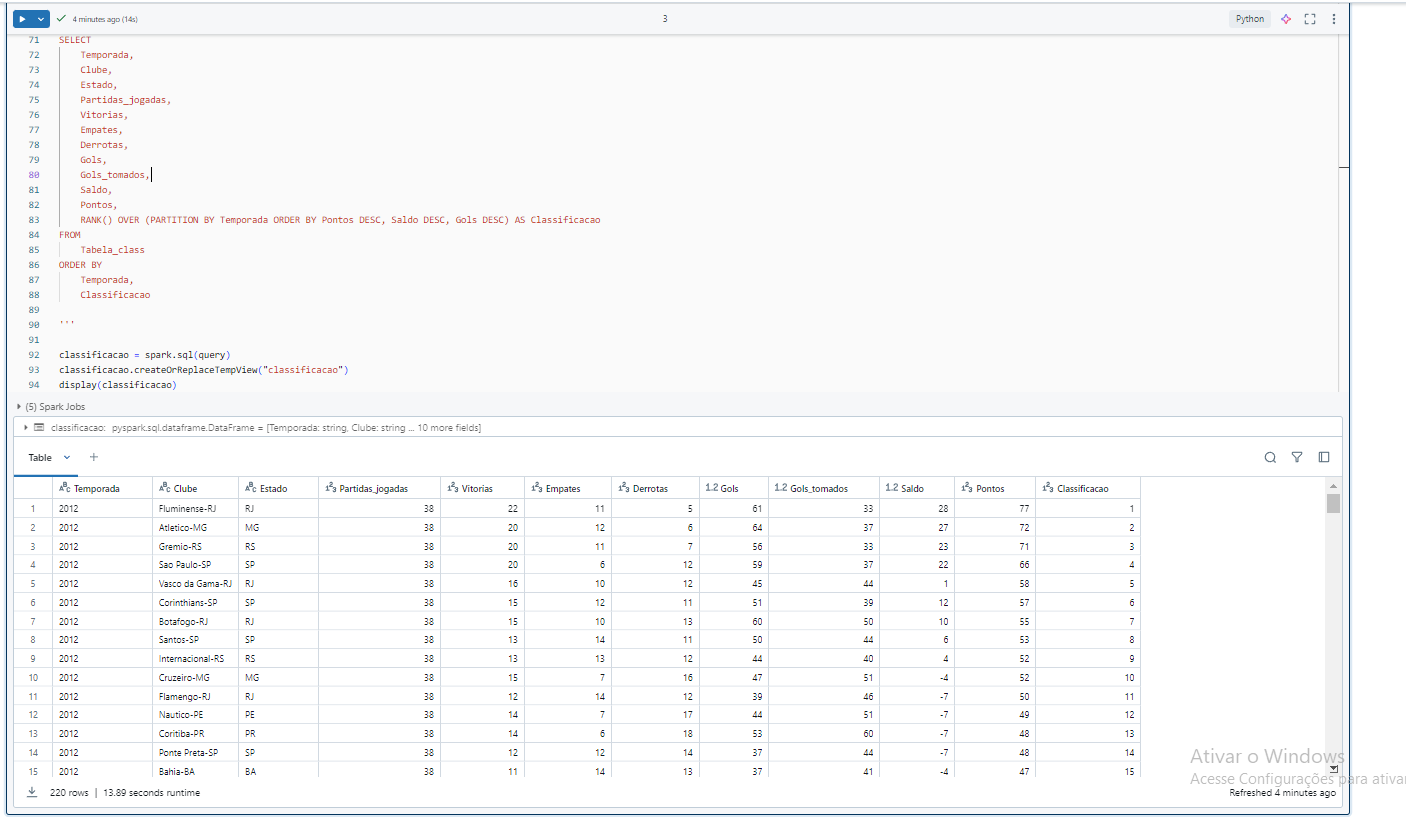 4 minutes ago (14s)
3
Python
71 SELECT
72 Temporada,
73 Clube,
74 Estado,
75 Partidas_jogadas,
76 Vitorias,
77 Empates,
78 Derrotas,
79 Gols,
80 Gols_tomados,
81 Saldo,
82 Pontos,
83 RANK() OVER (PARTITION BY Temporada ORDER BY Pontos DESC, Saldo DESC, Gols DESC) AS Classificacao
84 FROM
85 Tabela_class
86 ORDER BY
87 Temporada,
88 Classificacao
89
90 '''
91
92 classificacao = spark.sql(query)
93 classificacao.createOrReplaceTempView("classificacao")
94 display(classificacao)
(5) Spark Jobs
classificacao: pyspark.sql.dataframe.DataFrame = [Temporada: string, Clube: string ... 10 more fields]
Table +
Temporada Clube Estado Partidas_jogadas Vitorias Empates Derrotas 1.2 Gols 1.2 Gols_tomados 1.2 Saldo Pontos Classificacao
1 2012 Fluminense-RJ RJ 38 22 11 5 61 33 28 77 1
2 2012 Atletico-MG MG 38 20 12 6 64 37 27 72 2
3 2012 Gremio-RS RS 38 20 11 7 56 33 23 71 3
4 2012 Sao Paulo-SP SP 38 20 6 12 59 37 22 66 4
5 2012 Vasco da Gama-RJ RJ 38 16 10 12 45 44 1 58 5
6 2012 Corinthians-SP SP 38 15 12 11 51 39 12 57 6
7 2012 Botafogo-RJ RJ 38 15 10 13 60 50 10 55 7
8 2012 Santos-SP SP 38 13 14 11 50 44 6 53 8
9 2012 Internacional-RS RS 38 13 13 12 44 40 4 52 9
10 2012 Cruzeiro-MG MG 38 15 7 16 47 51 -4 52 10
11 2012 Flamengo-RJ RJ 38 12 14 12 39 46 -7 50 11
12 2012 Nautico-PE PE 38 14 7 17 44 51 -7 49 12
13 2012 Coritiba-PR PR 38 14 6 18 53 60 -7 48 13
14 2012 Ponte Preta-SP SP 38 12 12 14 37 44 -7 48 14
15 2012 Bahia-BA BA 38 11 14 13 37 41 -4 47 15
220 rows | 13.89 seconds runtime
Refreshed 4 minutes ago
Ativar o Windows
Acesse Configurações para ativar